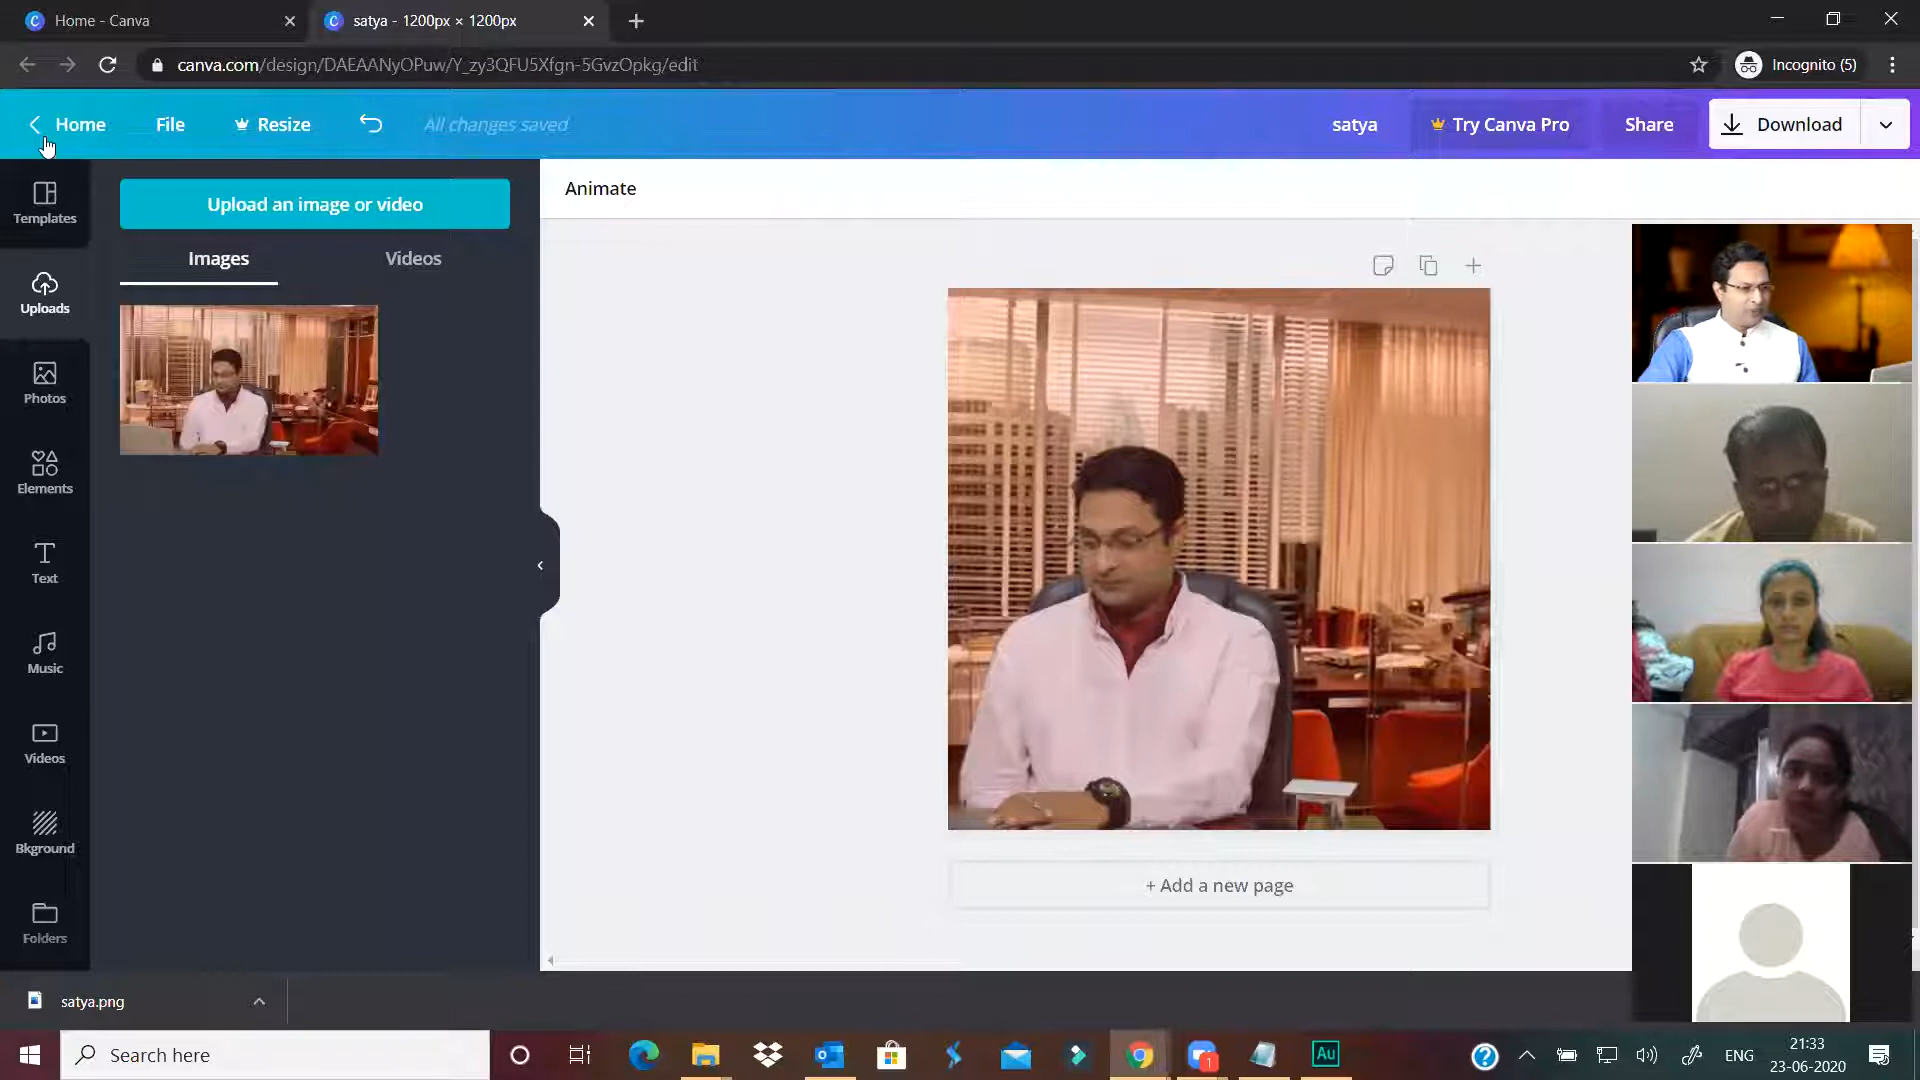 Home - Canva
satya - 1200px × 1200px
canva.com/design/DAEAANyOPuw/Y_zy3QFU5Xfgn-5GvzOpkg/edit
Incognito (5)
Home
File
Resize
All changes saved
satya
Try Canva Pro
Share
Download
Templates
Uploads
Photos
Elements
Text
Music
Videos
Bkground
Folders
Upload an image or video
Images
Videos
Animate
+ Add a new page
satya.png
Search here
1
Au
ENG
21:33
23-06-2020